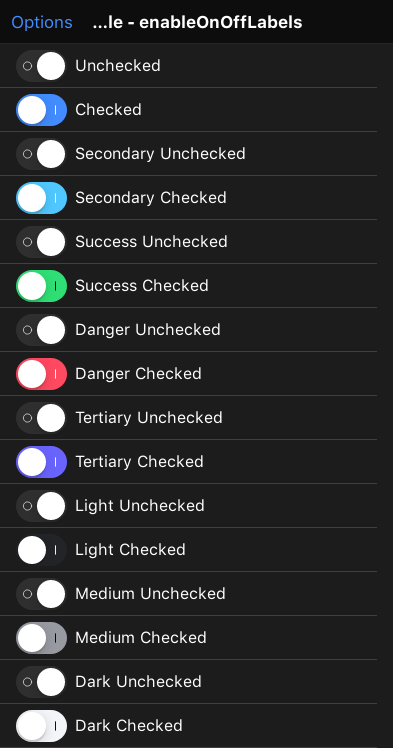 Options ...le - enableOnOffLabels
Unchecked
Checked
Secondary Unchecked
Secondary Checked
Success Unchecked
Success Checked
Danger Unchecked
Danger Checked
Tertiary Unchecked
Tertiary Checked
Light Unchecked
Light Checked
Medium Unchecked
Medium Checked
Dark Unchecked
Dark Checked